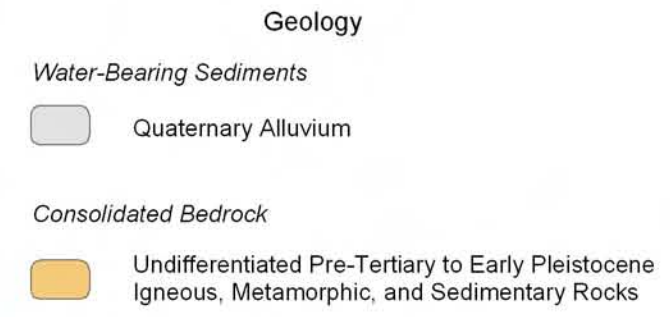 Geology
Water-Bearing Sediments
Quaternary Alluvium
Consolidated Bedrock
Undifferentiated Pre-Tertiary to Early Pleistocene
Igneous, Metamorphic, and Sedimentary Rocks